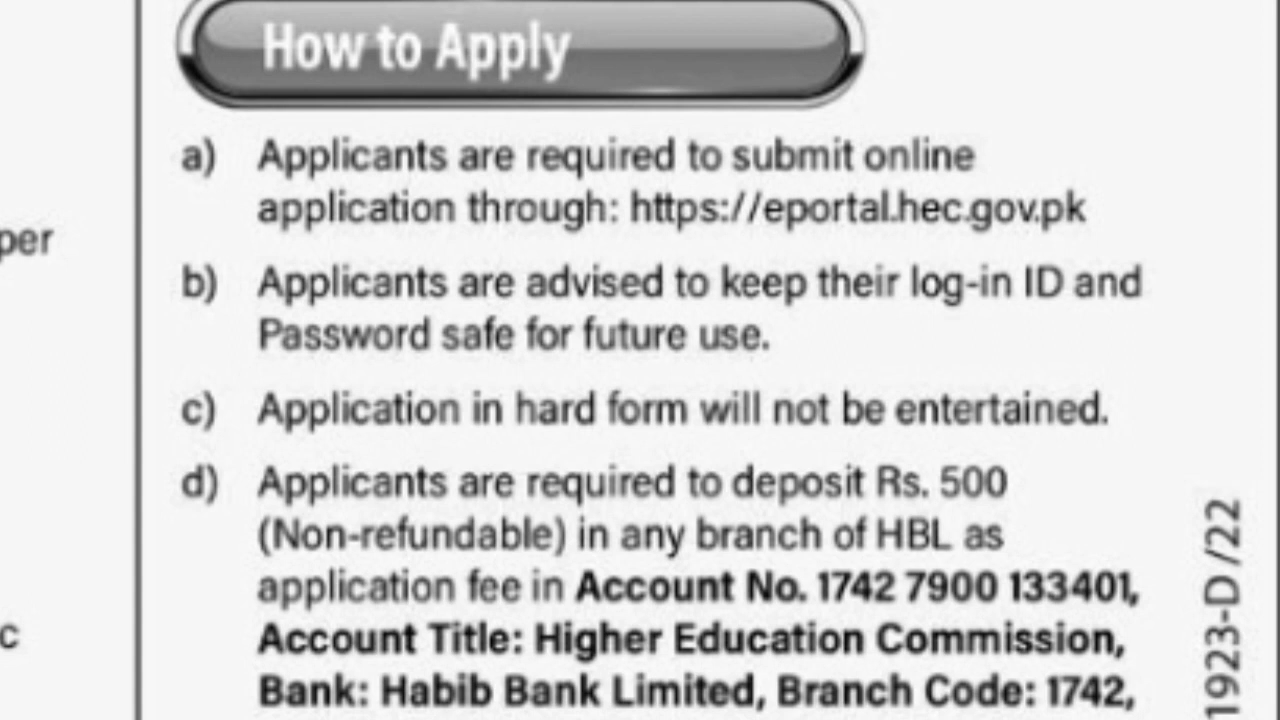 How to Apply
a) Applicants are required to submit online
application through: https://eportal.hec.gov.pk
per
b) Applicants are advised to keep their log-in ID and
Password safe for future use.
c) Application in hard form will not be entertained.
d) Applicants are required to deposit Rs. 500
(Non-refundable) in any branch of HBL as
application fee in Account No. 1742 7900 133401,
c
Account Title: Higher Education Commission,
Bank: Habib Bank Limited, Branch Code: 1742,
1923-D /22